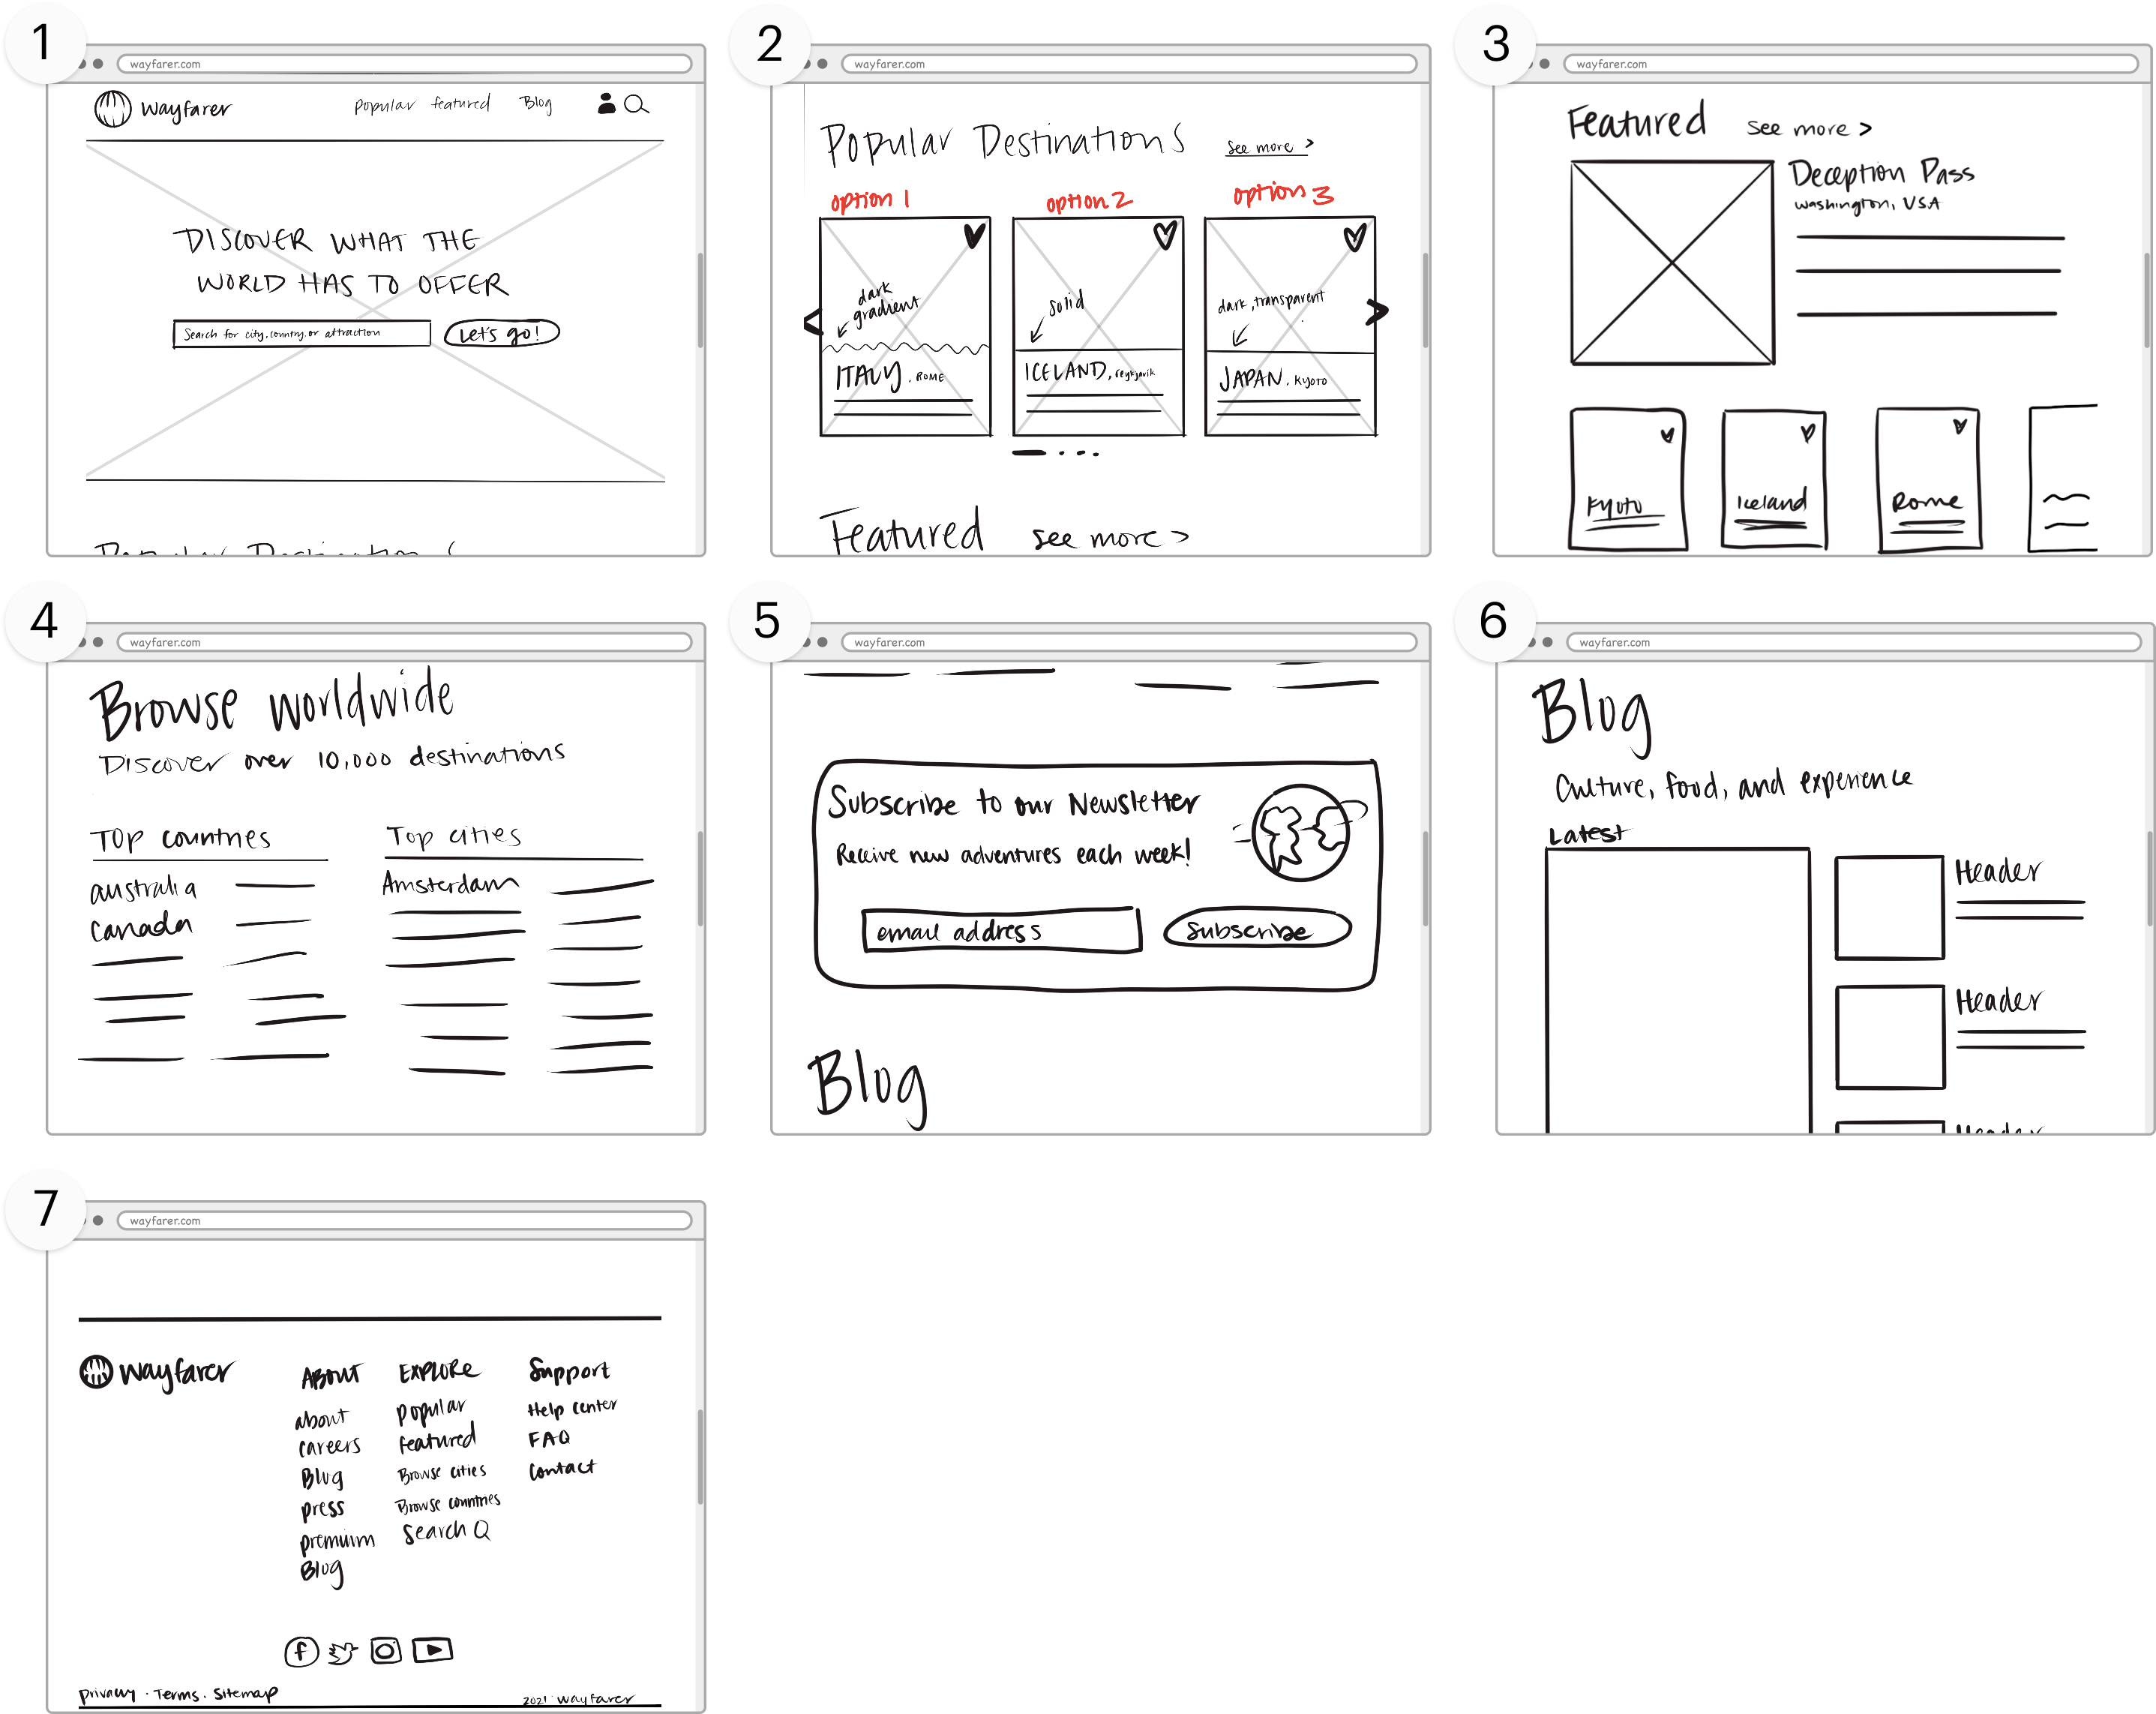 1
wayfarer.com
wayfarer Popular featured Blog
DISCOVER WHAT THE
WORLD HAS TO OFFER
Search for city, country, or attraction Let's go!
Popular Destinations
2
wayfarer.com
Popular Destinations See more >
option 1 option 2 option 3
dark
gradient
solid
dark, transparent
< >
ITALY, ROME
ICELAND, reykjavik
JAPAN, Kyoto
Featured see more >
3
wayfarer.com
Featured See more >
Deception Pass
Washington, USA
Kyoto Iceland Rome
4
wayfarer.com
Browse worldwide
Discover over 10,000 destinations
Top countries Top cities
australia Amsterdam
canada
5
wayfarer.com
Subscribe to our Newsletter
Receive new adventures each week!
email address Subscribe
Blog
6
wayfarer.com
Blog
Culture, food, and experience
Latest
Header
Header
Header
7
wayfarer.com
wayfarer
ABOUT
about
careers
Blog
press
premium
Blog
EXPLORE
popular
featured
Browse cities
Browse countries
Search
Support
Help center
FAQ
Contact
f
Privacy · Terms · Sitemap
2021 wayfarer